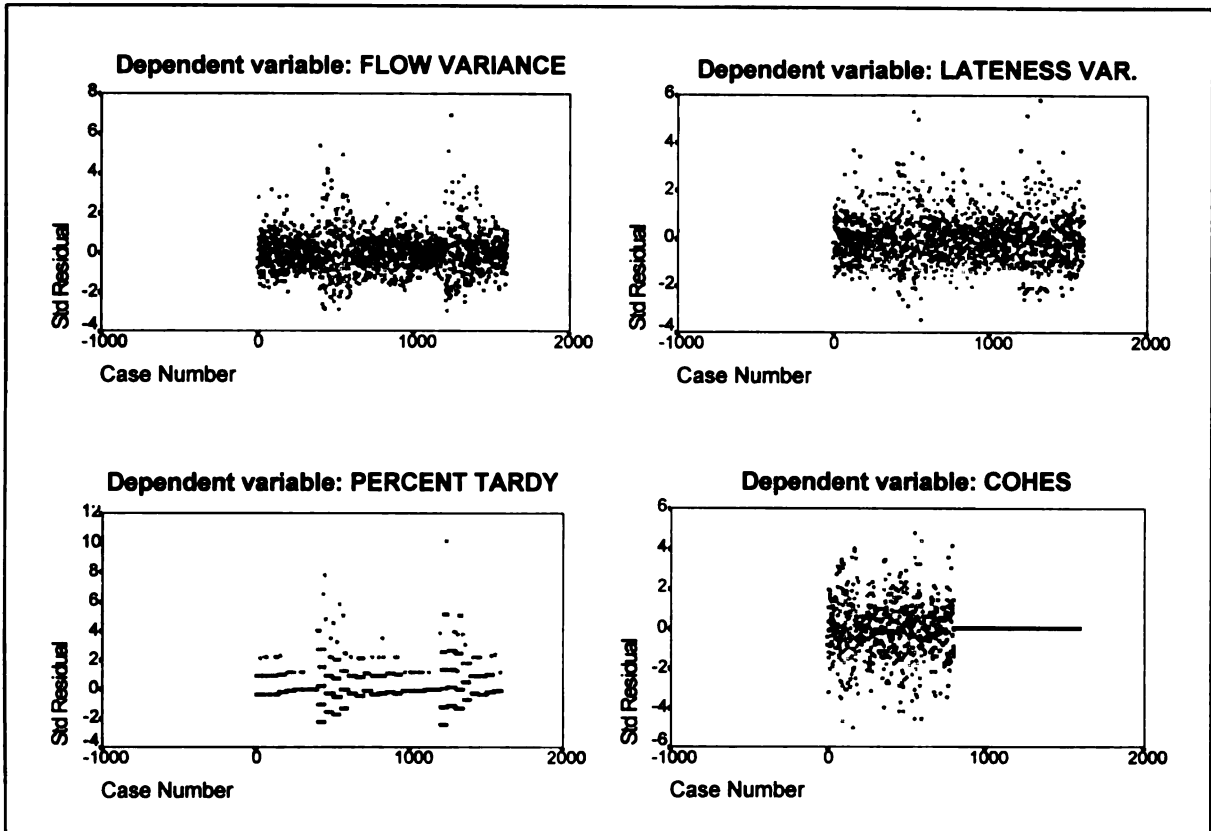 Dependent variable: FLOW VARIANCE
8
6
4
2
0
-2
-4
Std Residual
-1000 0 1000 2000
Case Number
Dependent variable: LATENESS VAR.
6
4
2
0
-2
-4
Std Residual
-1000 0 1000 2000
Case Number
Dependent variable: PERCENT TARDY
12
10
8
6
4
2
0
-2
-4
Std Residual
-1000 0 1000 2000
Case Number
Dependent variable: COHES
6
4
2
0
-2
-4
-6
Std Residual
-1000 0 1000 2000
Case Number